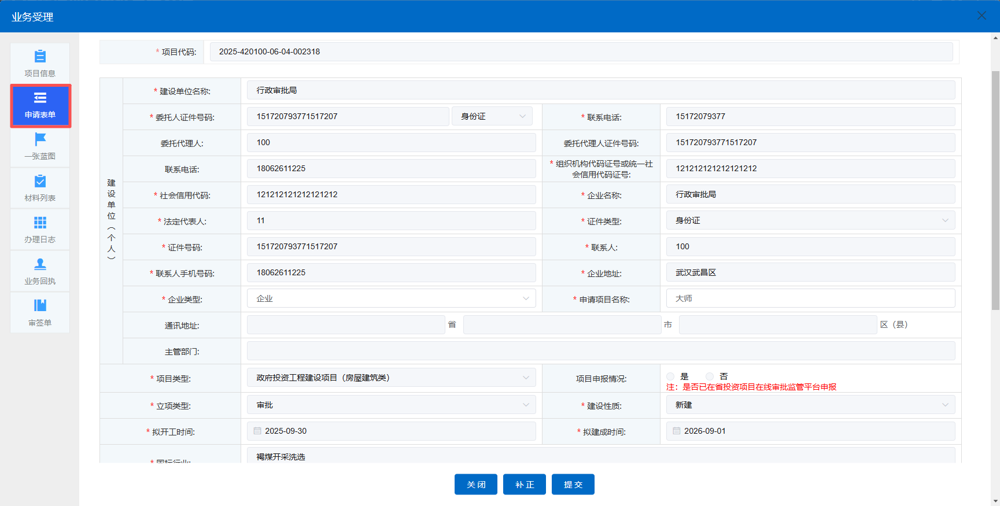 业务受理
项目信息
申请表单
一张蓝图
材料列表
办理日志
业务回执
审签单
* 项目代码: 2025-420100-06-04-002318
建设单位（个人）
* 建设单位名称: 行政审批局
* 委托人证件号码: 151720793771517207 身份证 * 联系电话: 15172079377
委托代理人: 100 委托代理人证件号码: 151720793771517207
联系电话: 18062611225 * 组织机构代码证号或统一社
会信用代码证号: 121212121212121212
* 社会信用代码: 121212121212121212 * 企业名称: 行政审批局
* 法定代表人: 11 * 证件类型: 身份证
* 证件号码: 151720793771517207 * 联系人: 100
* 联系人手机号码: 18062611225 * 企业地址: 武汉武昌区
* 企业类型: 企业 * 申请项目名称: 大师
通讯地址: 省 市 区（县）
主管部门:
* 项目类型: 政府投资工程建设项目（房屋建筑类） 项目申报情况: 是 否
注：是否已在省投资项目在线审批监管平台申报
* 立项类型: 审批 * 建设性质: 新建
* 拟开工时间: 2025-09-30 * 拟建成时间: 2026-09-01
* 国标行业: 褐煤开采洗选
关闭 补正 提交